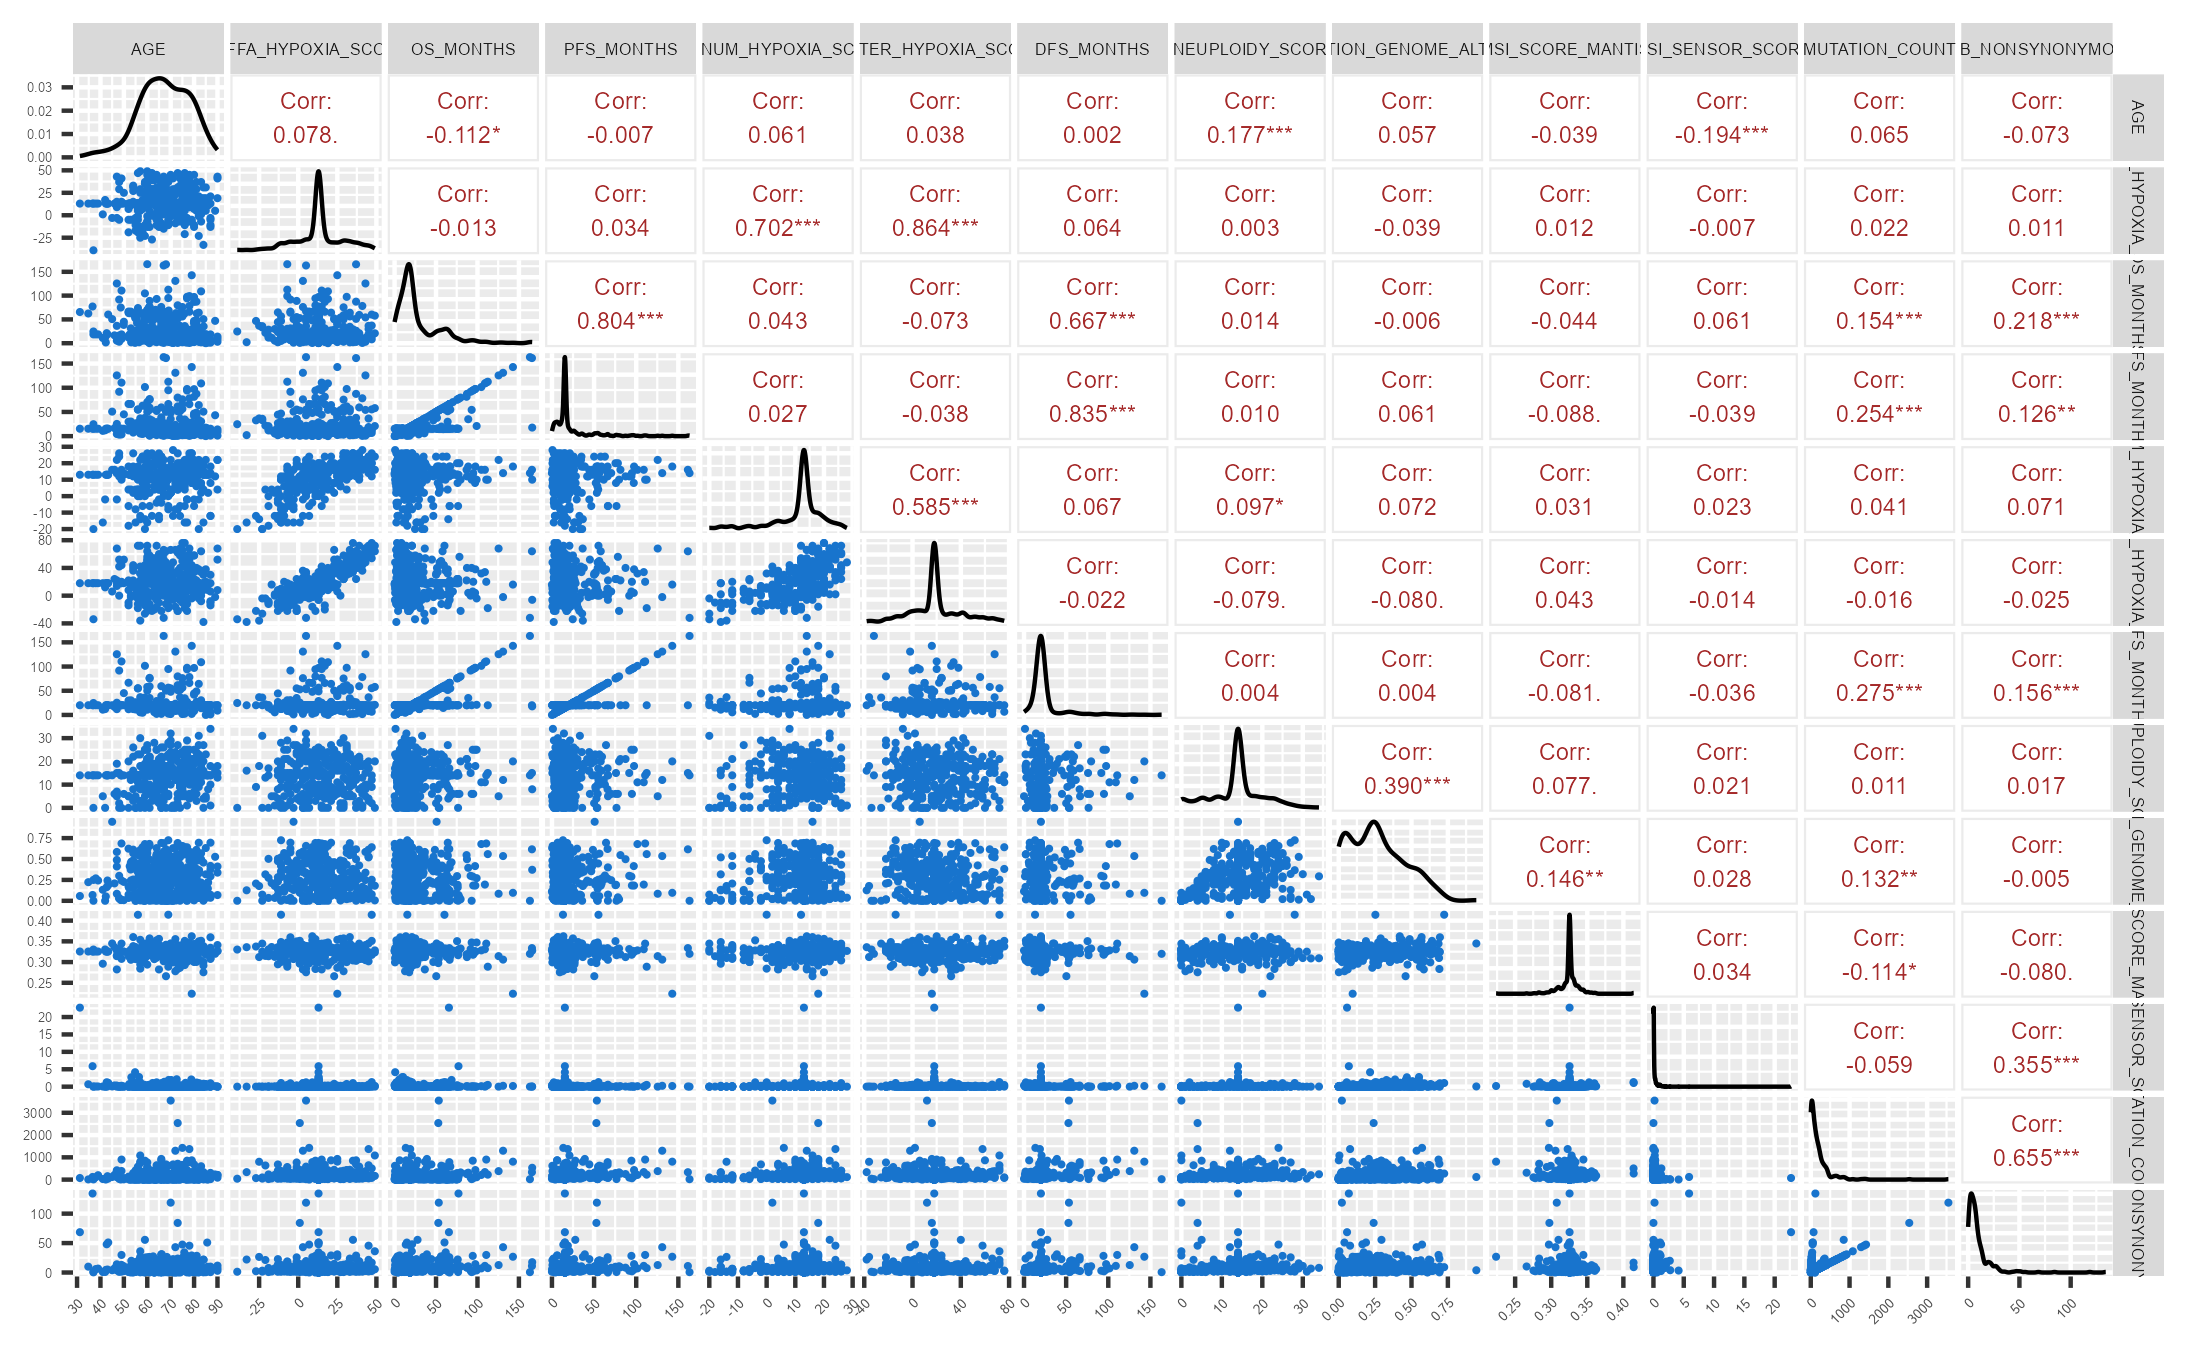 AGE FFA_HYPOXIA_SCO OS_MONTHS PFS_MONTHS NUM_HYPOXIA_SC TER_HYPOXIA_SCO DFS_MONTHS NEUPLOIDY_SCOR TION_GENOME_ALT MSI_SCORE_MANTIS SI_SENSOR_SCOR MUTATION_COUNT B_NONSYNONYMO
0.03
0.02
0.01
0.00
Corr: Corr: Corr: Corr: Corr: Corr: Corr: Corr: Corr: Corr: Corr: Corr:
0.078. -0.112* -0.007 0.061 0.038 0.002 0.177*** 0.057 -0.039 -0.194*** 0.065 -0.073
AGE
50
25
0
-25
Corr: Corr: Corr: Corr: Corr: Corr: Corr: Corr: Corr: Corr: Corr:
-0.013 0.034 0.702*** 0.864*** 0.064 0.003 -0.039 0.012 -0.007 0.022 0.011
_HYPOXIA_
150
100
50
0
Corr: Corr: Corr: Corr: Corr: Corr: Corr: Corr: Corr: Corr:
0.804*** 0.043 -0.073 0.667*** 0.014 -0.006 -0.044 0.061 0.154*** 0.218***
OS_MONTHS
150
100
50
0
Corr: Corr: Corr: Corr: Corr: Corr: Corr: Corr: Corr:
0.027 -0.038 0.835*** 0.010 0.061 -0.088. -0.039 0.254*** 0.126**
FS_MONTH
30
20
10
0
-10
-20
Corr: Corr: Corr: Corr: Corr: Corr: Corr: Corr:
0.585*** 0.067 0.097* 0.072 0.031 0.023 0.041 0.071
_HYPOXIA_
80
40
0
-40
Corr: Corr: Corr: Corr: Corr: Corr: Corr:
-0.022 -0.079. -0.080. 0.043 -0.014 -0.016 -0.025
_HYPOXIA_
150
100
50
0
Corr: Corr: Corr: Corr: Corr: Corr:
0.004 0.004 -0.081. -0.036 0.275*** 0.156***
FS_MONTH
30
20
10
0
Corr: Corr: Corr: Corr: Corr:
0.390*** 0.077. 0.021 0.011 0.017
IPLOIDY_S
0.75
0.50
0.25
0.00
Corr: Corr: Corr: Corr:
0.146** 0.028 0.132** -0.005
_GENOME_
0.40
0.35
0.30
0.25
Corr: Corr: Corr:
0.034 -0.114* -0.080.
SCORE_MA
20
15
10
5
0
Corr: Corr:
-0.059 0.355***
SENSOR_S
3000
2000
1000
0
Corr:
0.655***
TATION_CO
100
50
0
ONSYNONY
30 40 50 60 70 80 90 -25 0 25 50 0 50 100 150 0 50 100 150 -20 -10 0 10 20 30 0 40 80 0 50 100 150 0 10 20 30 0.00 0.25 0.50 0.75 0.25 0.30 0.35 0.40 0 5 10 15 20 0 1000 2000 3000 0 50 100